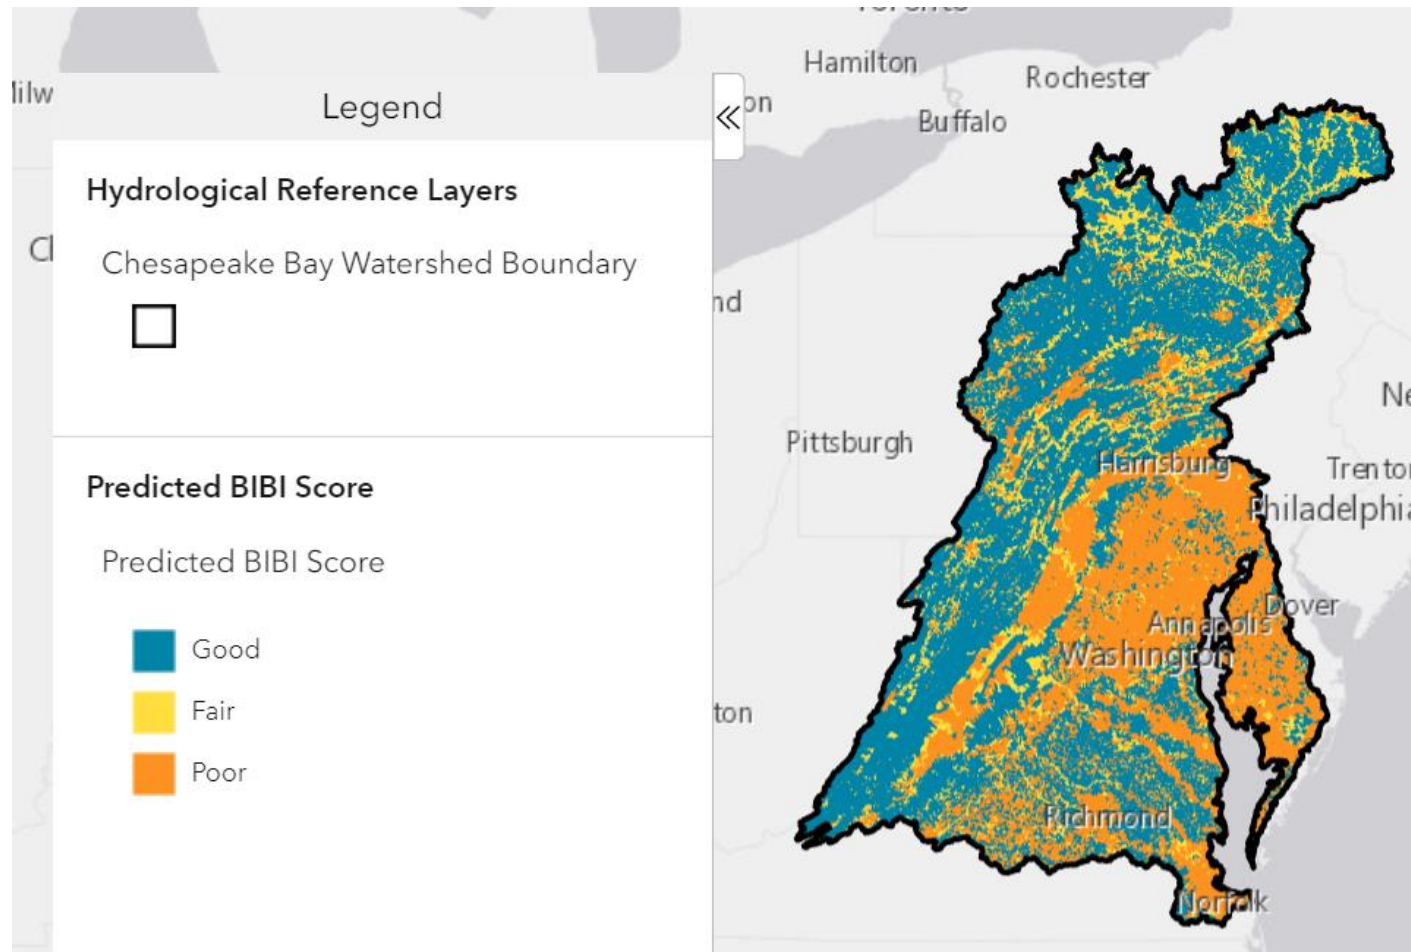 Hamilton
Rochester
Buffalo
Legend
Hydrological Reference Layers
Chesapeake Bay Watershed Boundary
Pittsburgh
Harrisburg
Philadelphia
Predicted BIBI Score
Predicted BIBI Score
Dover
Annapolis
Washington
Good
Fair
Poor
ton
Richmond
Norfolk